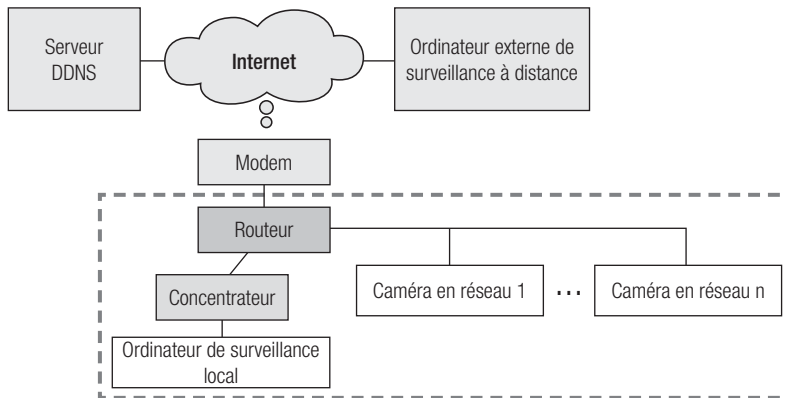 Serveur
DDNS
Internet
Ordinateur externe de
surveillance à distance
Modem
Routeur
Concentrateur
Caméra en réseau 1
...
Caméra en réseau n
Ordinateur de surveillance
local